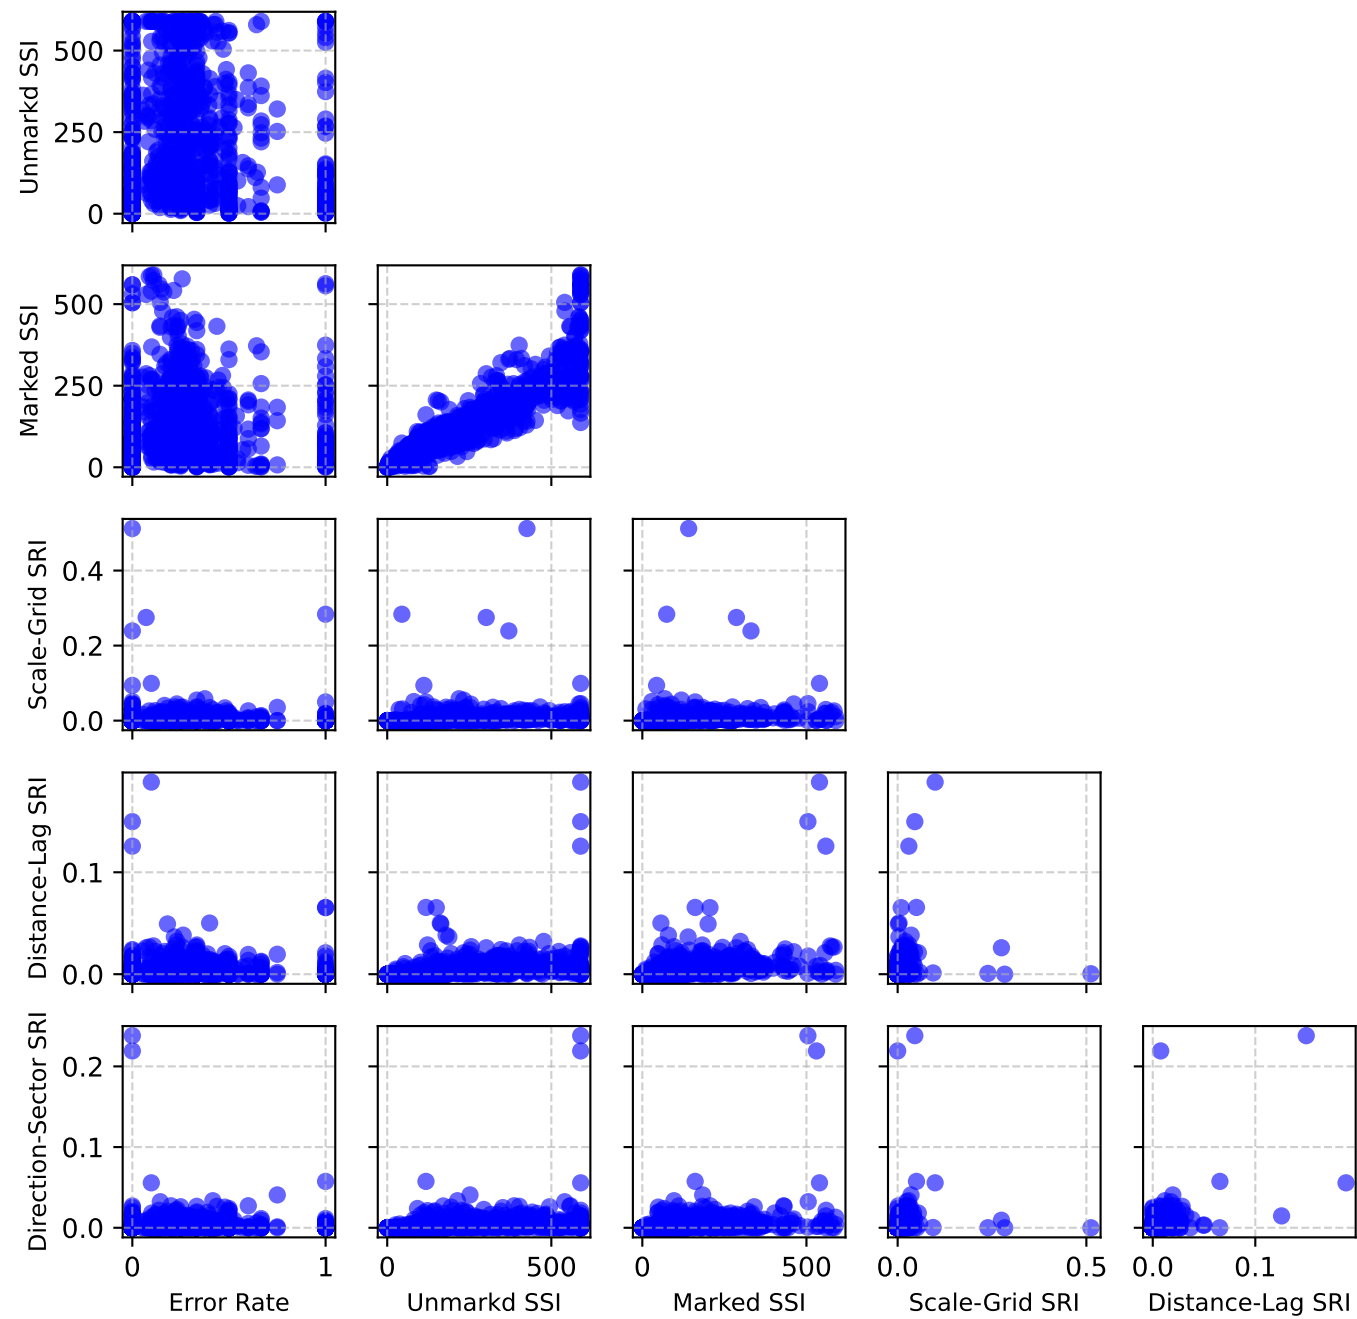 Unmarkd SSI
500
250
0
Marked SSI
500
250
0
Scale-Grid SRI
0.4
0.2
0.0
Distance-Lag SRI
0.1
0.0
Direction-Sector SRI
0.2
0.1
0.0
0 1 0 500 0 500 0.0 0.5 0.0 0.1
Error Rate Unmarkd SSI Marked SSI Scale-Grid SRI Distance-Lag SRI